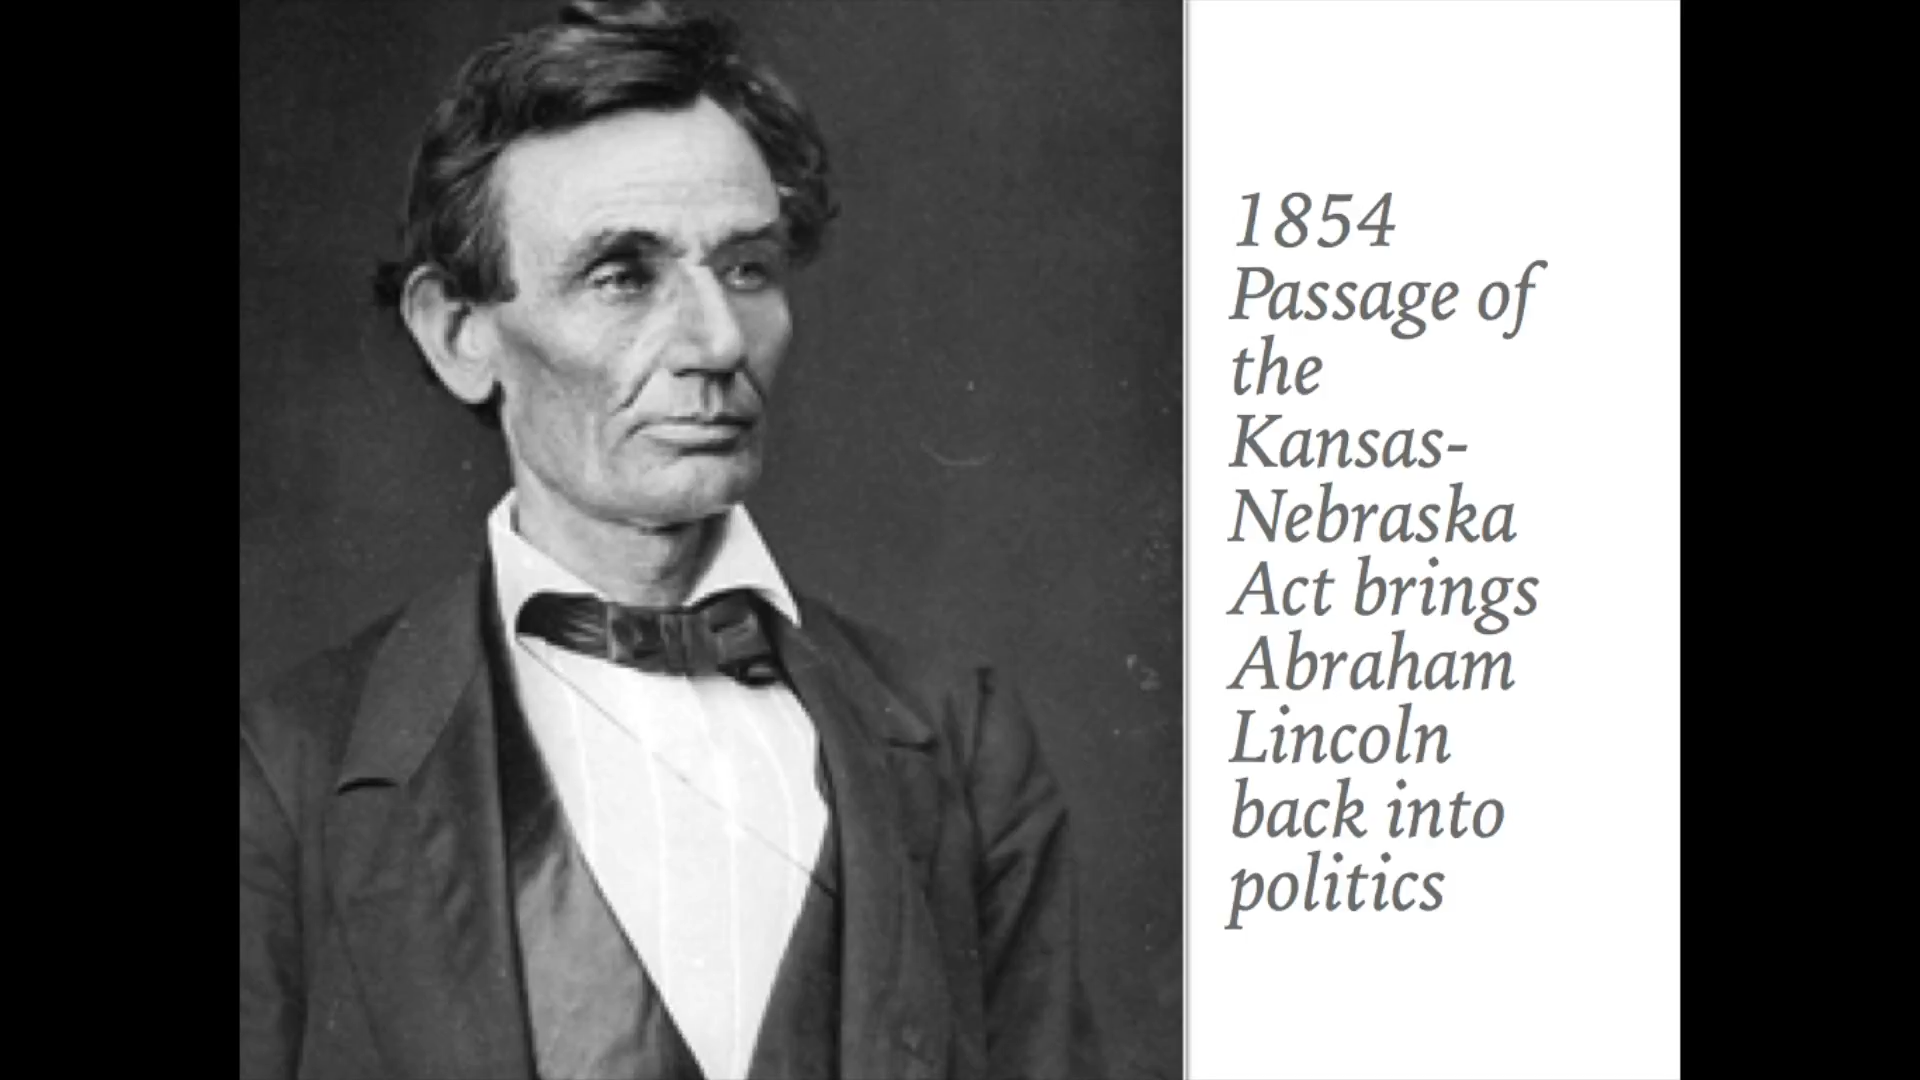 1854
Passage of
the
Kansas-
Nebraska
Act brings
Abraham
Lincoln
back into
politics